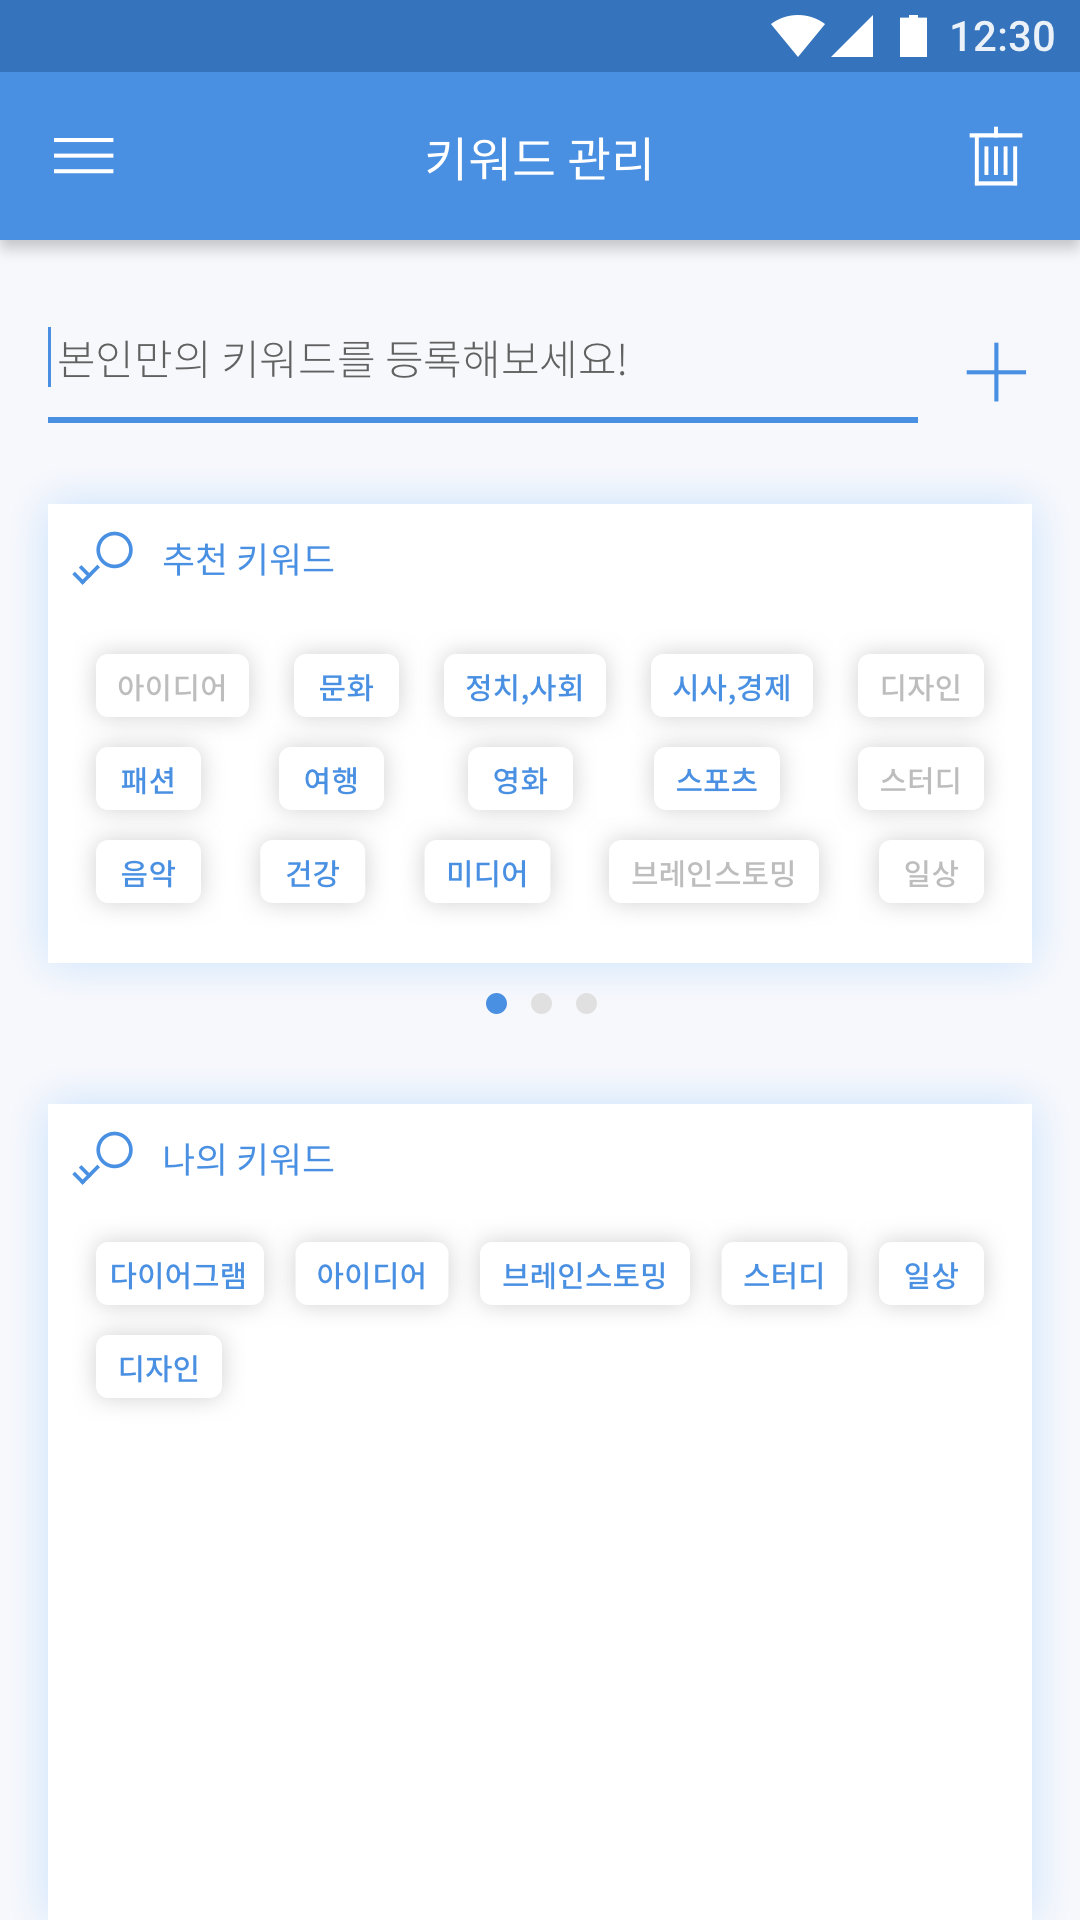 12:30
키워드 관리
본인만의 키워드를 등록해보세요!
추천 키워드
아이디어 문화 정치,사회 시사,경제 디자인
패션 여행 영화 스포츠 스터디
음악 건강 미디어 브레인스토밍 일상
나의 키워드
다이어그램 아이디어 브레인스토밍 스터디 일상
디자인